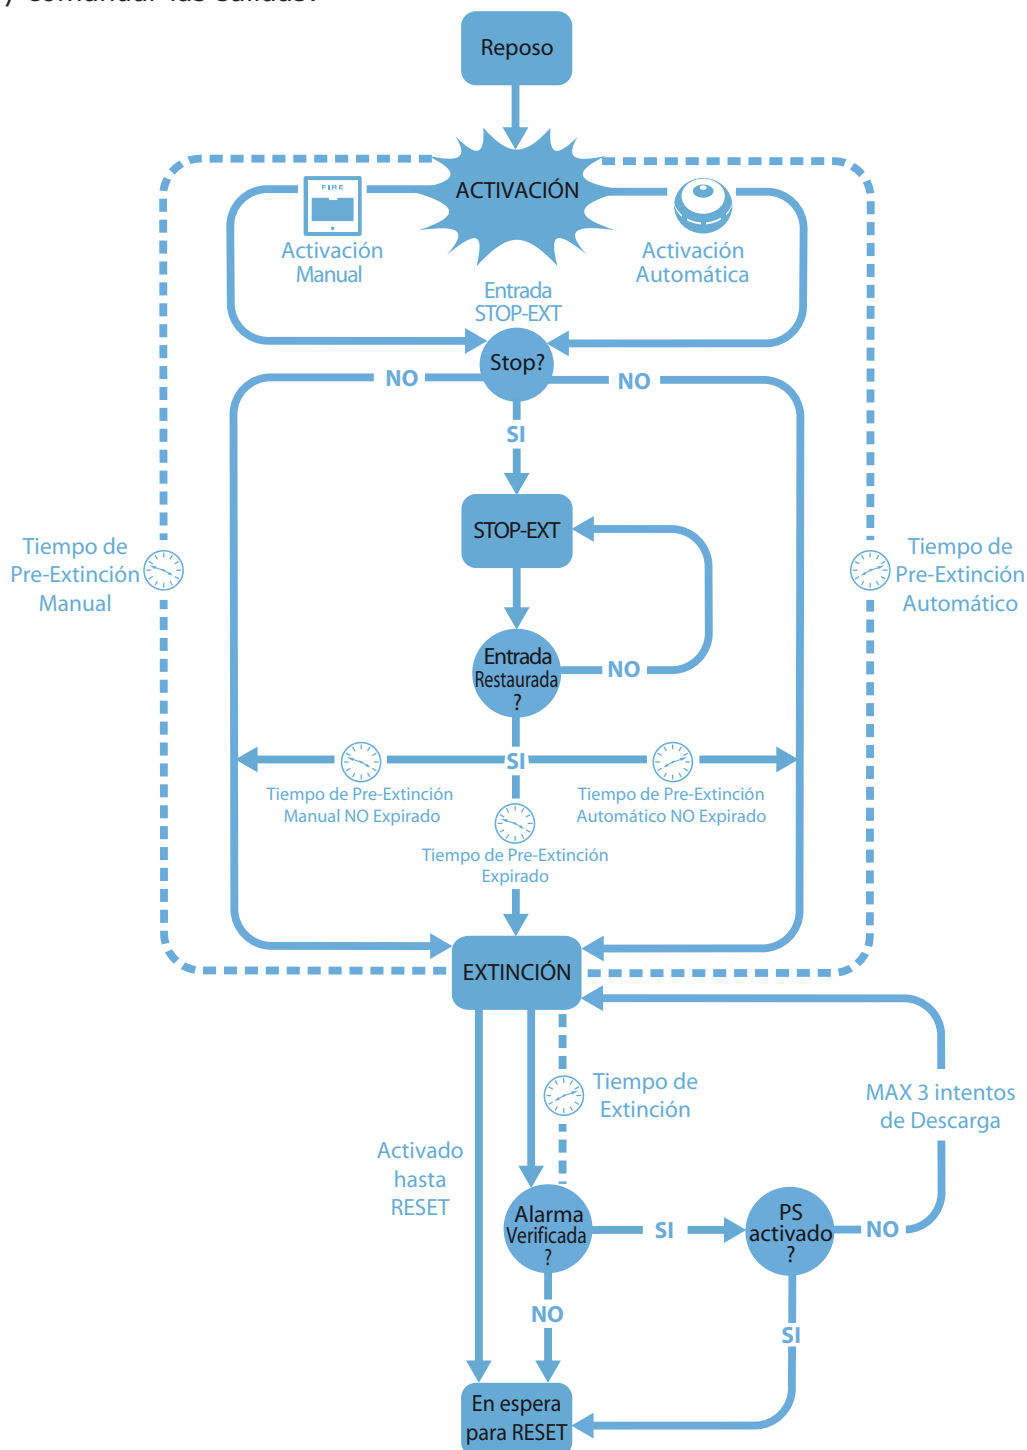 Reposo
ACTIVACIÓN
FIRE
Activación
Manual
Activación
Automática
Entrada
STOP-EXT
Stop?
NO
NO
SI
STOP-EXT
Tiempo de
Pre-Extinción
Manual
Tiempo de
Pre-Extinción
Automático
Entrada
Restaurada
?
NO
SI
Tiempo de Pre-Extinción
Manual NO Expirado
Tiempo de Pre-Extinción
Automático NO Expirado
Tiempo de Pre-Extinción
Expirado
EXTINCIÓN
Tiempo de
Extinción
MAX 3 intentos
de Descarga
Activado
hasta
RESET
Alarma
Verificada
?
SI
PS
activado
?
NO
NO
SI
En espera
para RESET